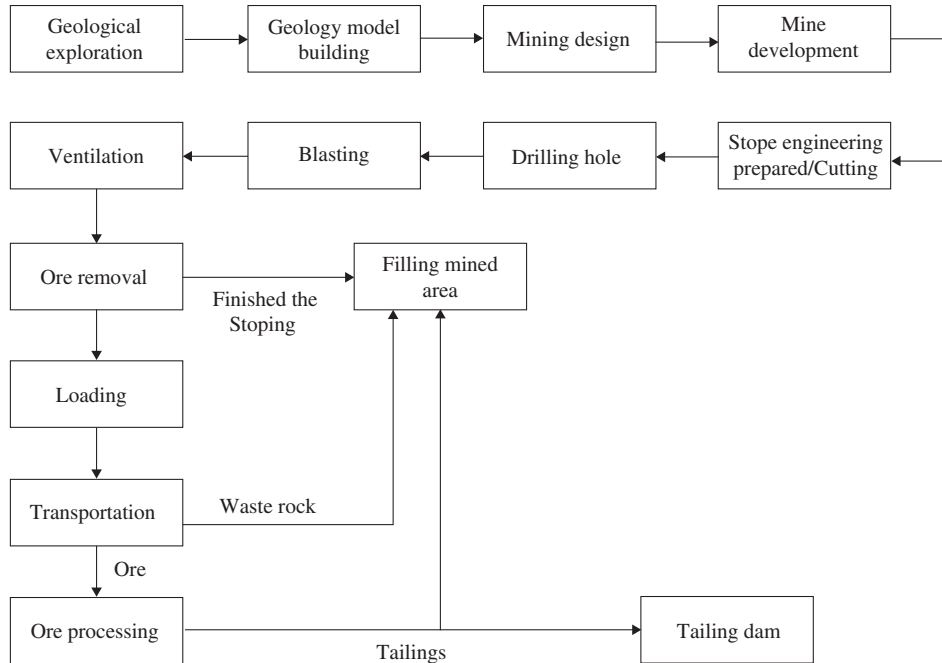 Geological
exploration
Geology model
building
Mining design
Mine
development
Ventilation
Blasting
Drilling hole
Stope engineering
prepared/Cutting
Ore removal
Finished the
Stoping
Filling mined
area
Loading
Transportation
Waste rock
Ore
Ore processing
Tailings
Tailing dam